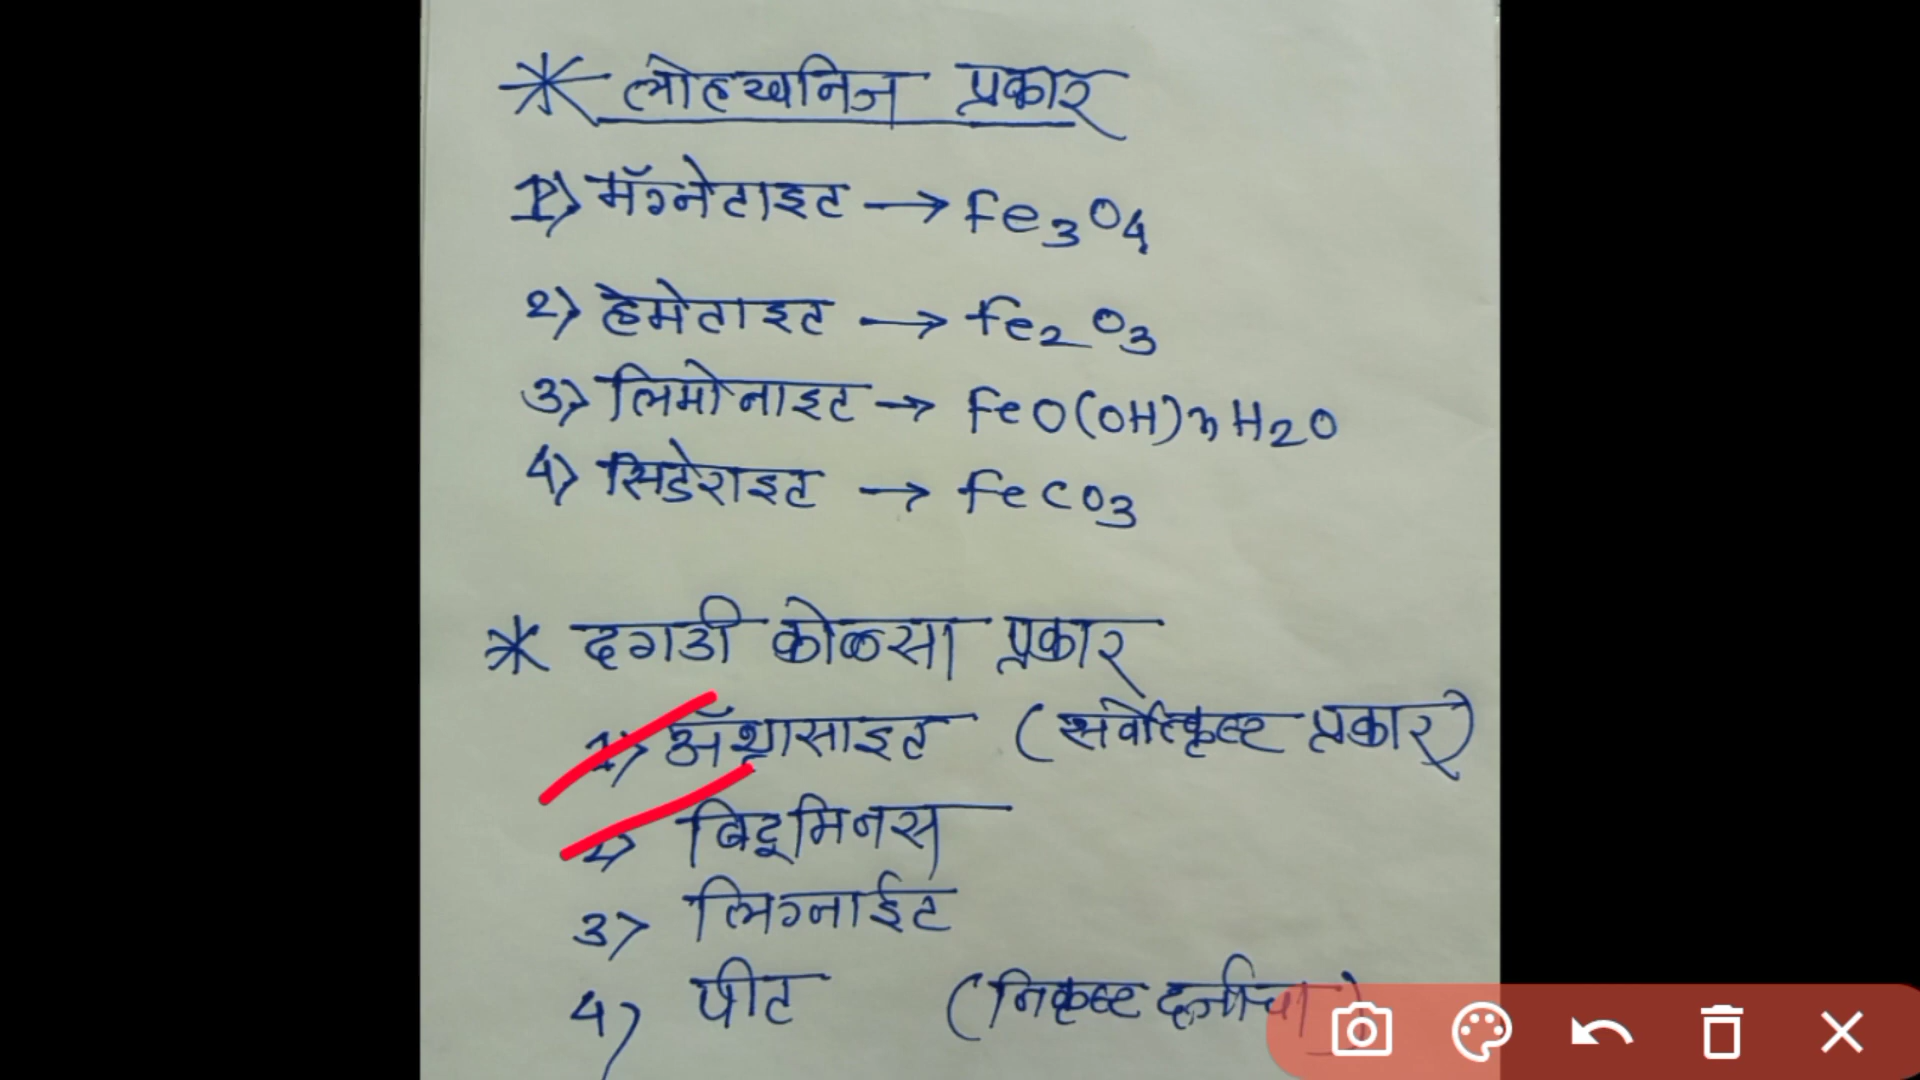 * लोहखनिज प्रकार
1) मॅग्नेटाइट → Fe3O4
2) हेमेटाइट → Fe2O3
3) लिमोनाइट → FeO(OH)nH2O
4) सिडेराइट → FeCO3
* दगडी कोळसा प्रकार
1) अ‍ॅंथ्रासाइट (सर्वोत्कृष्ट प्रकार)
2) बिटूमिनस
3) लिग्नाईट
4) पीट (निकृष्ट दर्जाचा)